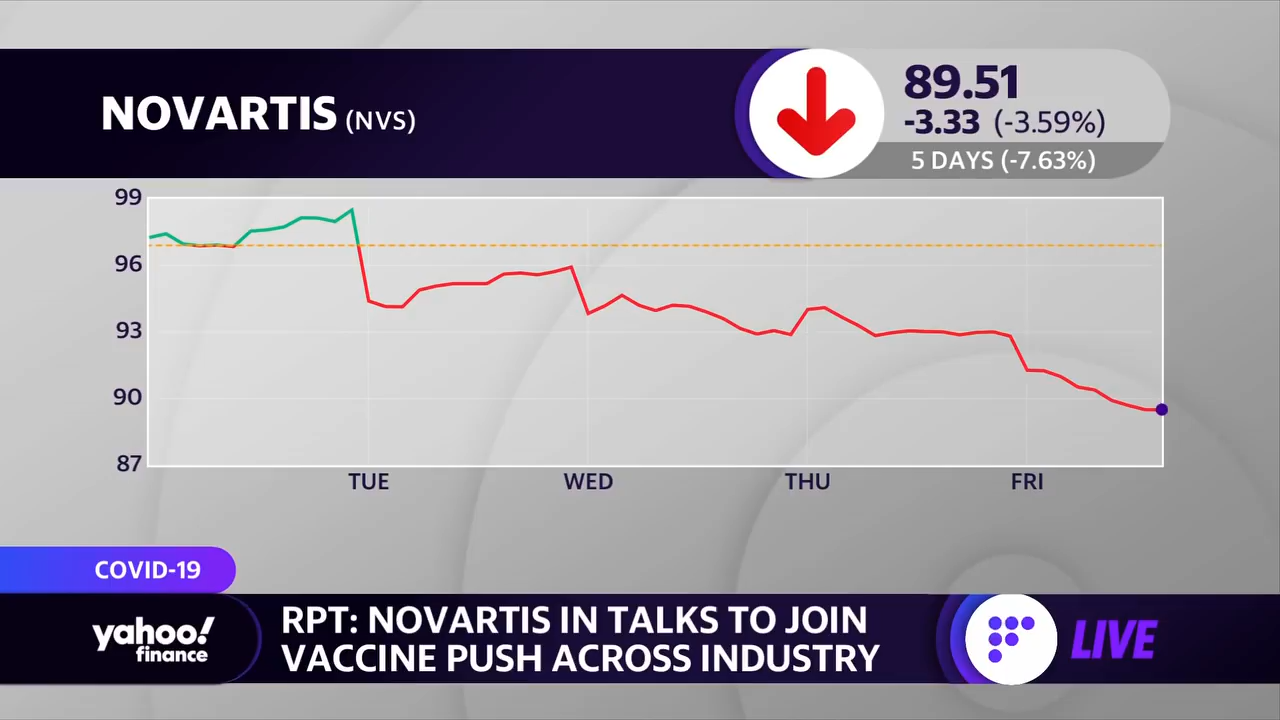 NOVARTIS (NVS)
89.51
-3.33 (-3.59%)
5 DAYS (-7.63%)
99
96
93
90
87
TUE WED THU FRI
COVID-19
yahoo!
finance
RPT: NOVARTIS IN TALKS TO JOIN
VACCINE PUSH ACROSS INDUSTRY
LIVE